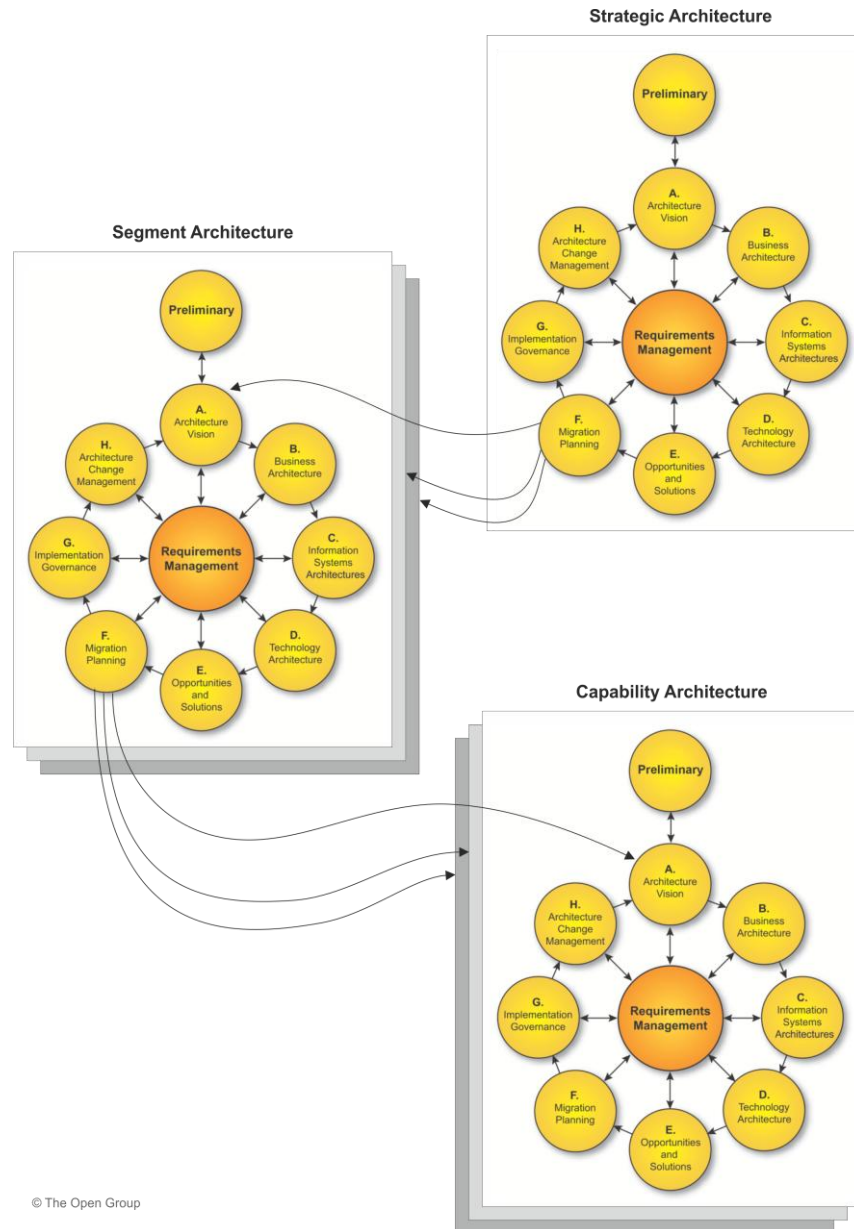 Strategic Architecture
Preliminary
A.
Architecture
Vision
H.
Architecture
Change
Management
B.
Business
Architecture
G.
Implementation
Governance
Requirements
Management
C.
Information
Systems
Architectures
F.
Migration
Planning
D.
Technology
Architecture
E.
Opportunities
and
Solutions
Segment Architecture
Preliminary
A.
Architecture
Vision
H.
Architecture
Change
Management
B.
Business
Architecture
G.
Implementation
Governance
Requirements
Management
C.
Information
Systems
Architectures
F.
Migration
Planning
D.
Technology
Architecture
E.
Opportunities
and
Solutions
Capability Architecture
Preliminary
A.
Architecture
Vision
H.
Architecture
Change
Management
B.
Business
Architecture
G.
Implementation
Governance
Requirements
Management
C.
Information
Systems
Architectures
F.
Migration
Planning
D.
Technology
Architecture
E.
Opportunities
and
Solutions
© The Open Group